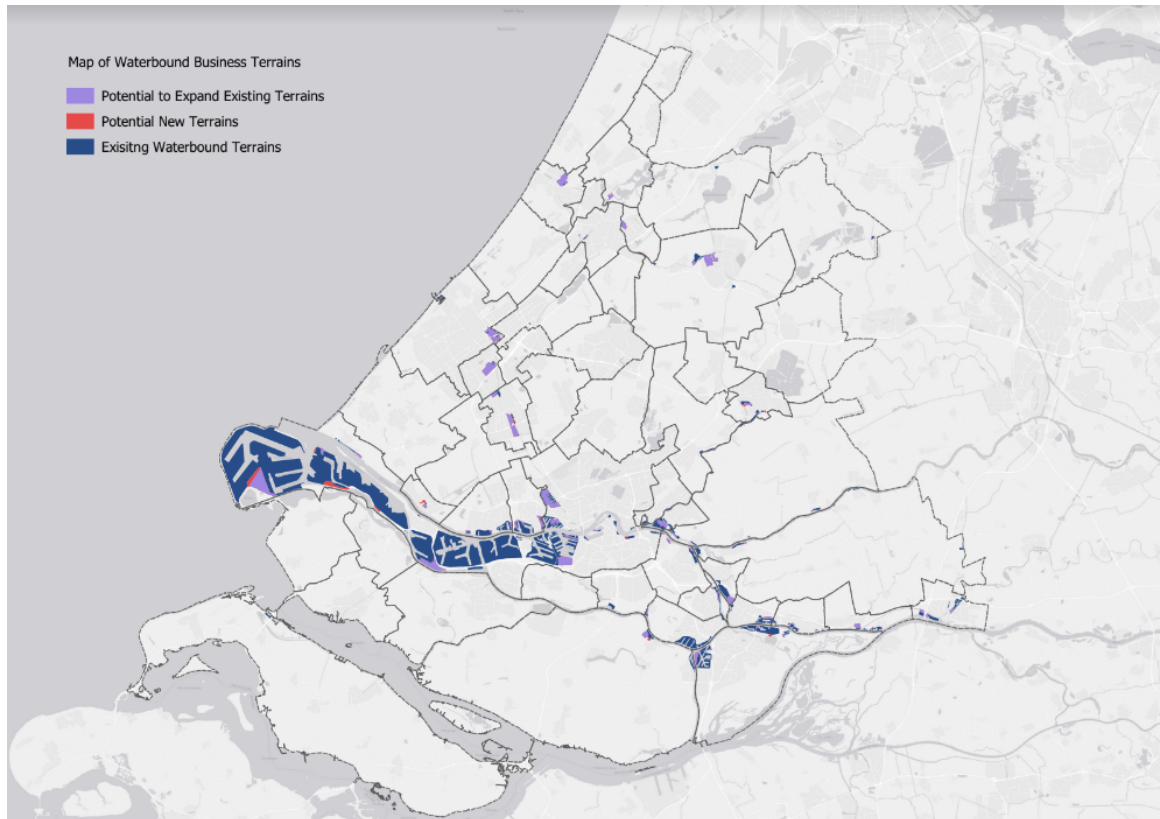 Map of Waterbound Business Terrains
Potential to Expand Existing Terrains
Potential New Terrains
Exisitng Waterbound Terrains